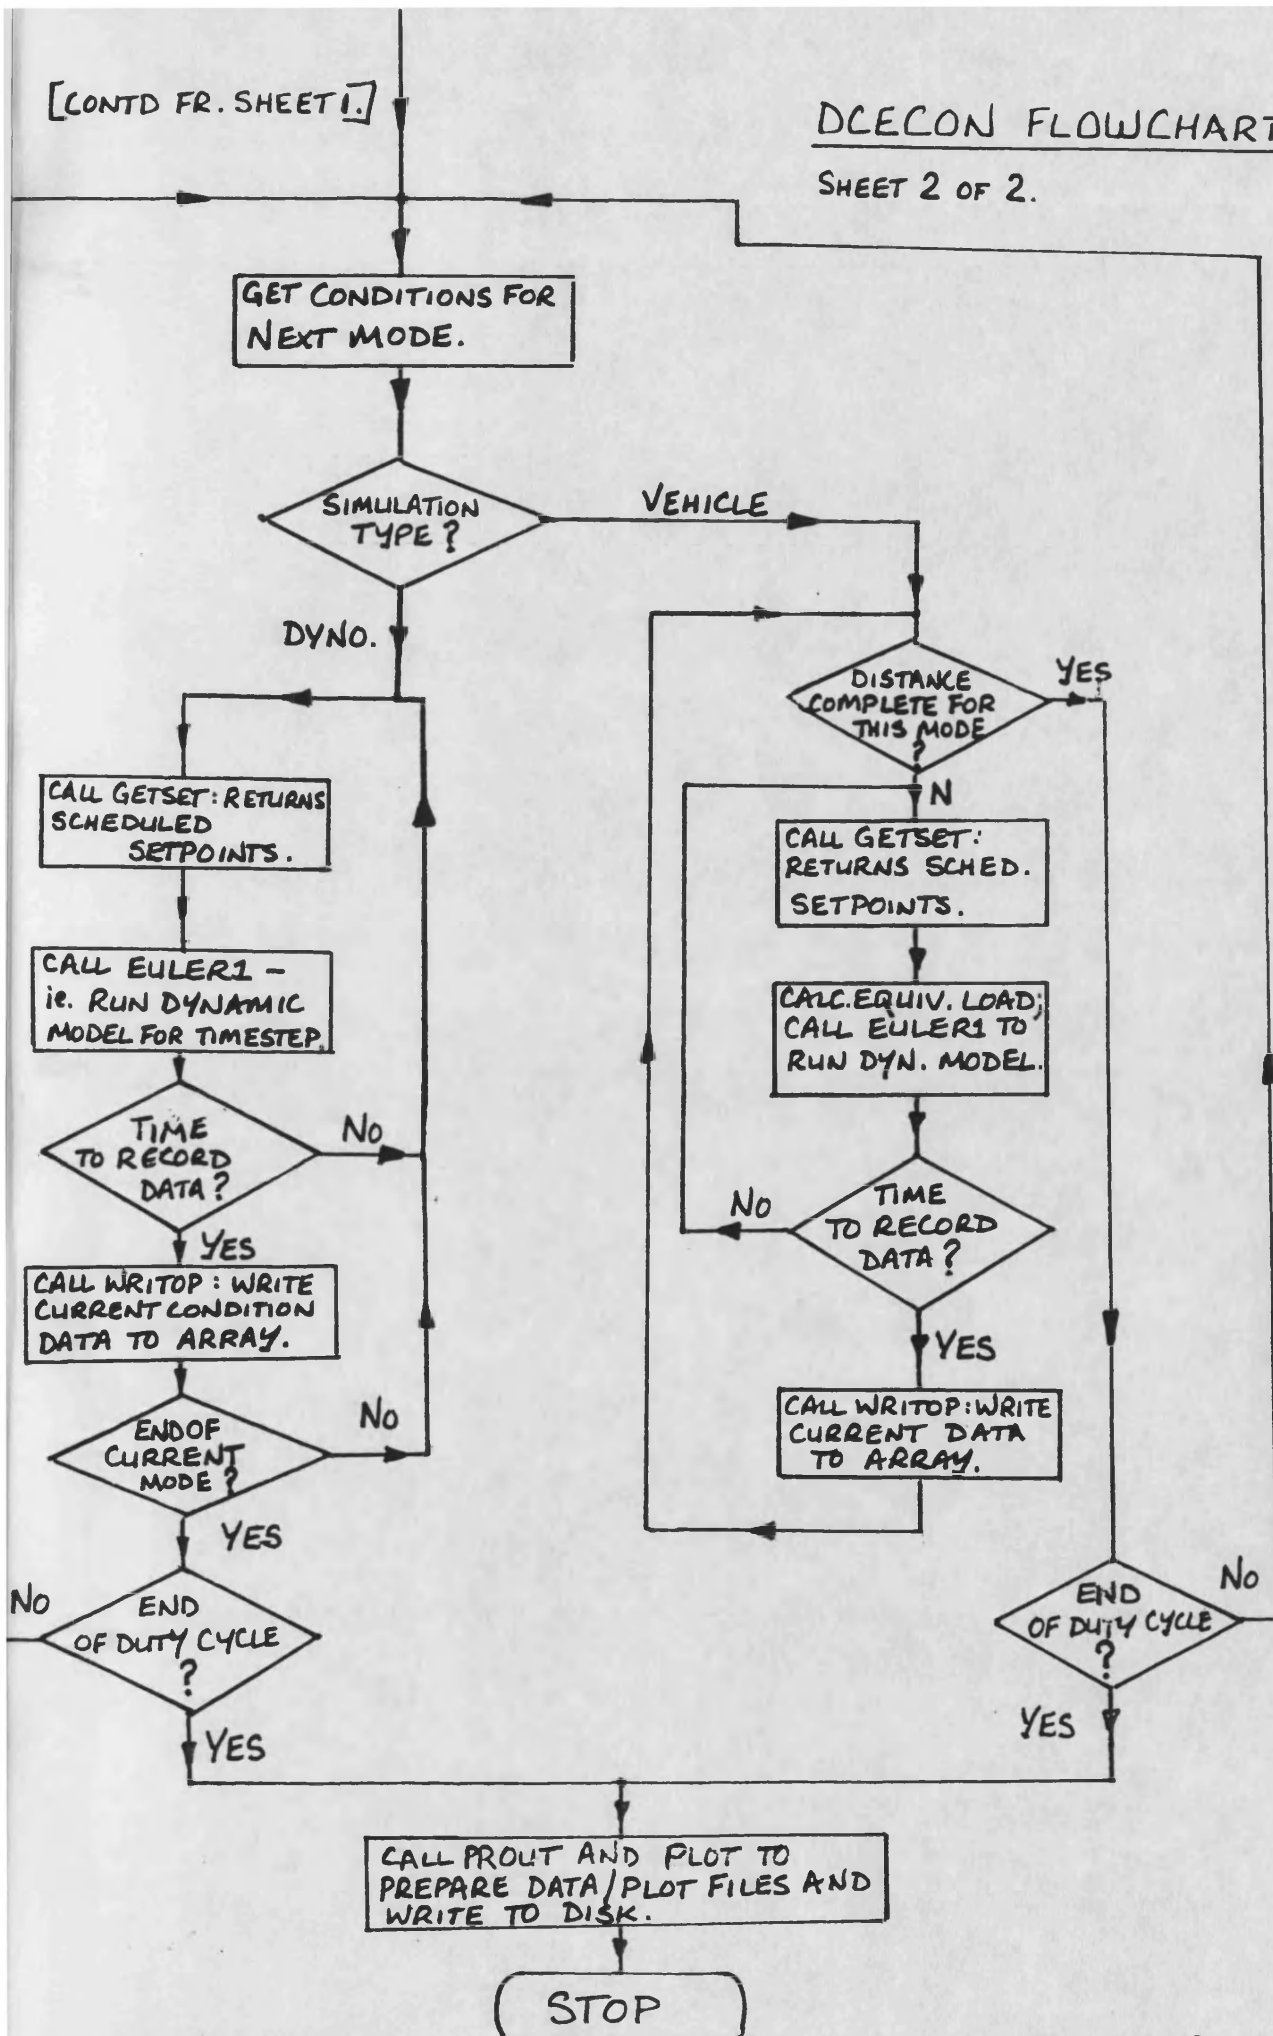 [CONTD FR. SHEET 1.]
DCECON FLOWCHART
SHEET 2 OF 2.
GET CONDITIONS FOR
NEXT MODE.
SIMULATION
TYPE?
VEHICLE
DYNO.
CALL GETSET: RETURNS
SCHEDULED
SETPOINTS.
CALL EULER1 -
ie. RUN DYNAMIC
MODEL FOR TIMESTEP.
TIME
TO RECORD
DATA?
NO
YES
CALL WRITOP: WRITE
CURRENT CONDITION
DATA TO ARRAY.
END OF
CURRENT
MODE?
NO
YES
END
OF DUTY CYCLE
?
NO
YES
DISTANCE
COMPLETE FOR
THIS MODE
?
YES
N
CALL GETSET:
RETURNS SCHED.
SETPOINTS.
CALC. EQUIV. LOAD;
CALL EULER1 TO
RUN DYN. MODEL.
TIME
TO RECORD
DATA?
NO
YES
CALL WRITOP: WRITE
CURRENT DATA
TO ARRAY.
END
OF DUTY CYCLE
?
NO
YES
CALL PROUT AND PLOT TO
PREPARE DATA/PLOT FILES AND
WRITE TO DISK.
STOP